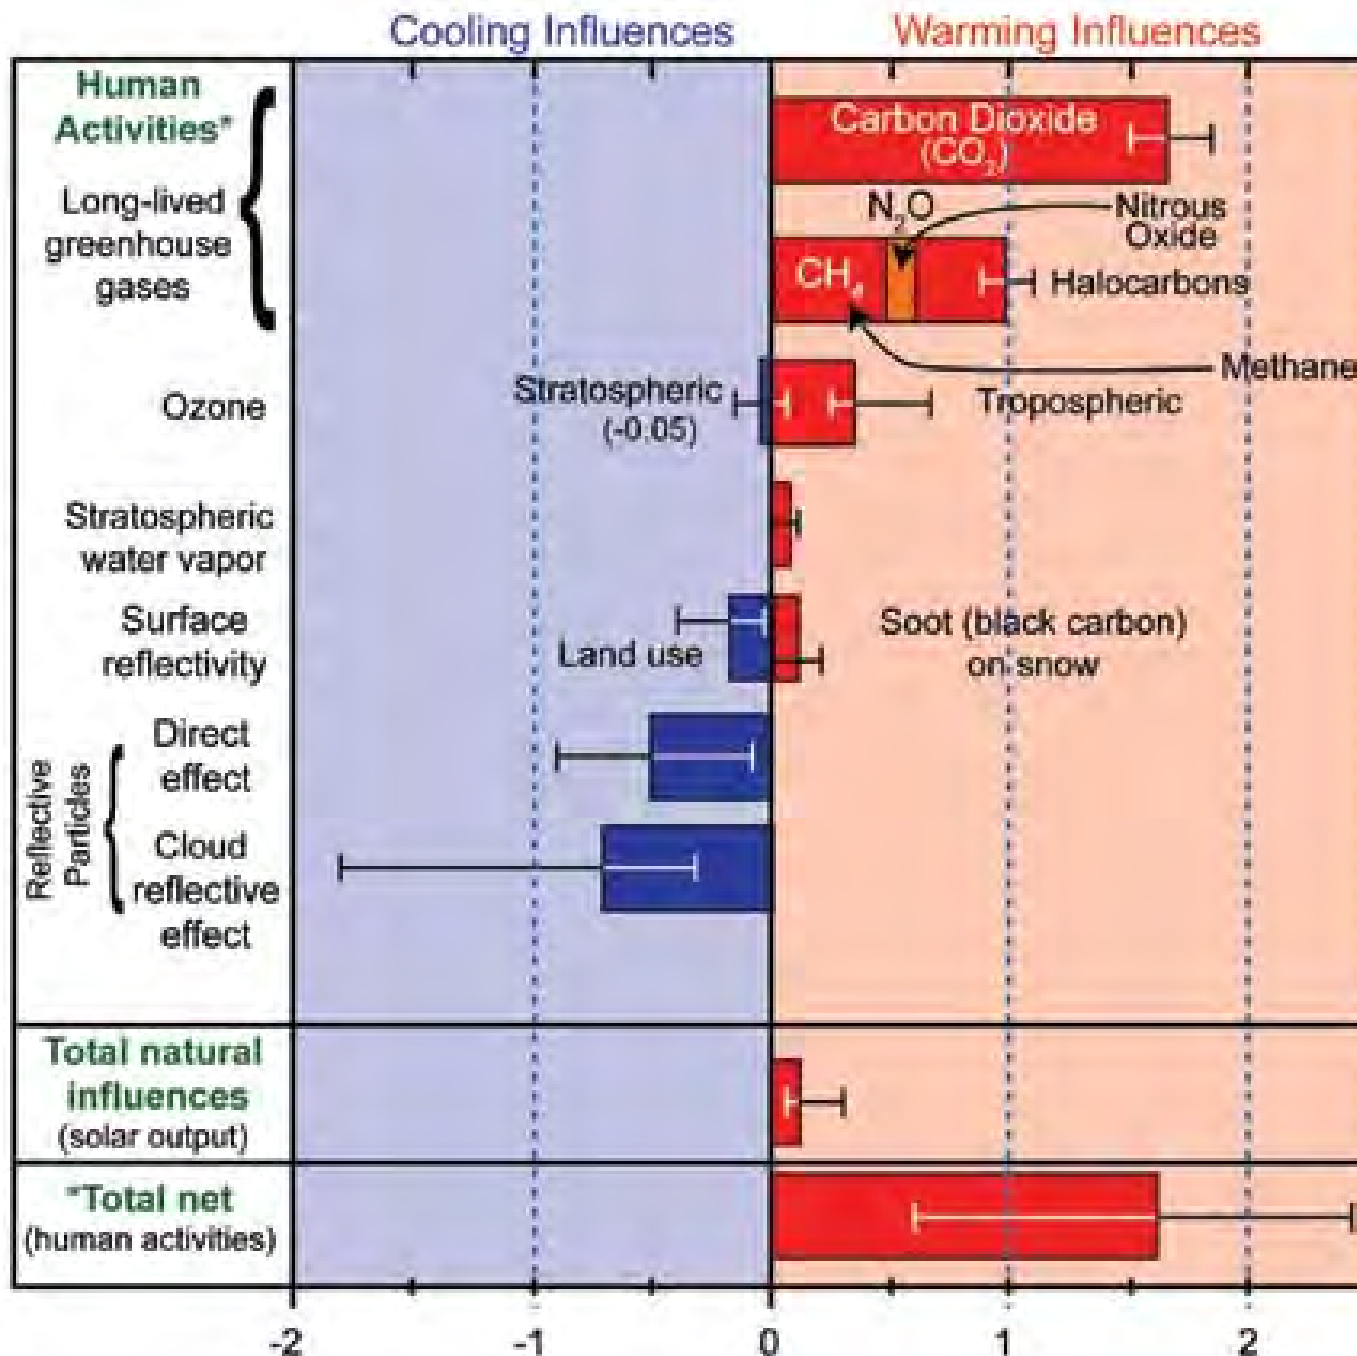 Cooling Influences
Warming Influences
Human
Activities*
Long-lived
greenhouse
gases
Carbon Dioxide
(CO₂)
N₂O
Nitrous
Oxide
CH₄
Halocarbons
Methane
Ozone
Stratospheric
(-0.05)
Tropospheric
Stratospheric
water vapor
Surface
reflectivity
Land use
Soot (black carbon)
on snow
Reflective
Particles
Direct
effect
Cloud
reflective
effect
Total natural
influences
(solar output)
*Total net
(human activities)
-2
-1
0
1
2